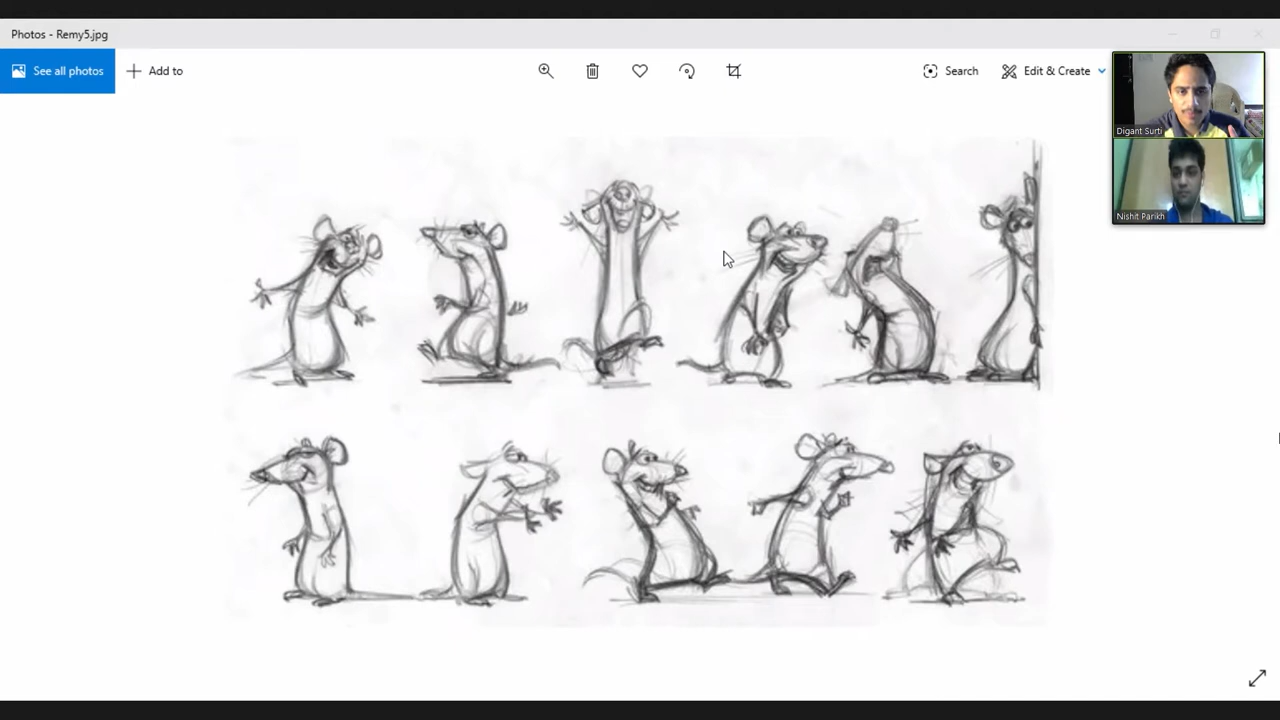 Photos - Remy5.jpg
See all photos
Add to
Search
Edit & Create
Digant Surti
Nishit Parikh